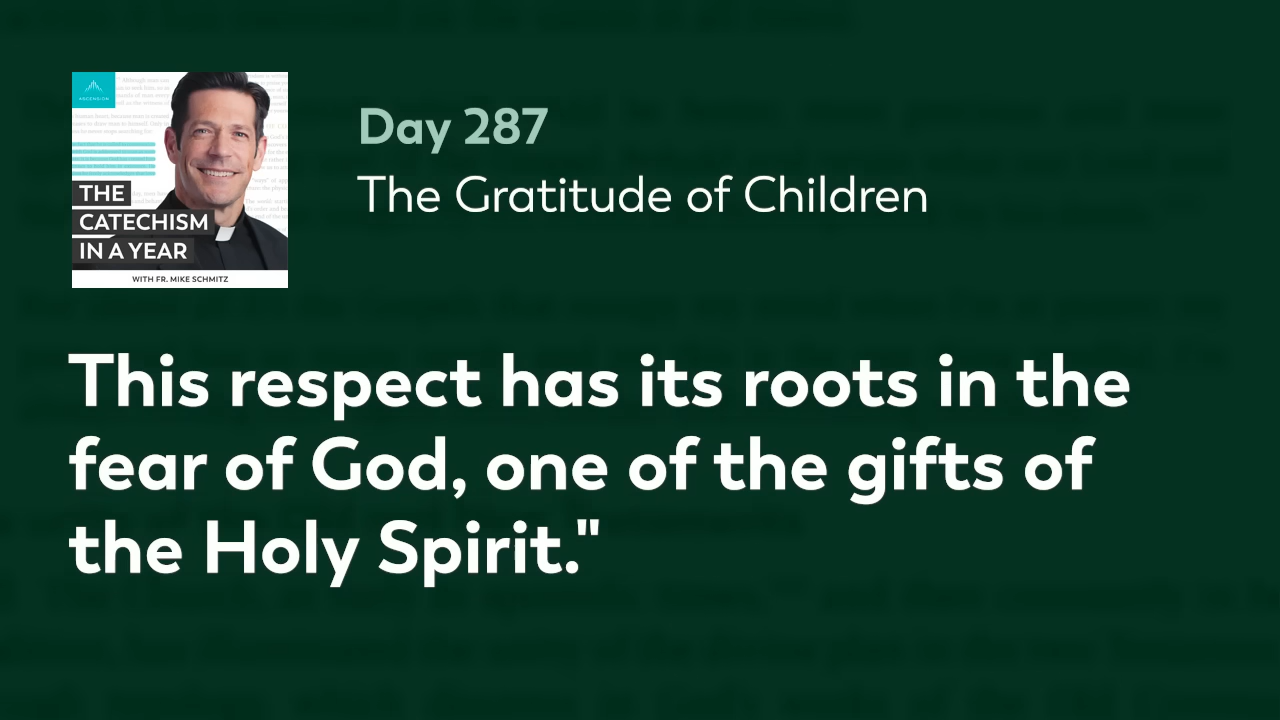 ASCENSION
THE
CATECHISM
IN A YEAR
WITH FR. MIKE SCHMITZ
Day 287
The Gratitude of Children
This respect has its roots in the
fear of God, one of the gifts of
the Holy Spirit."